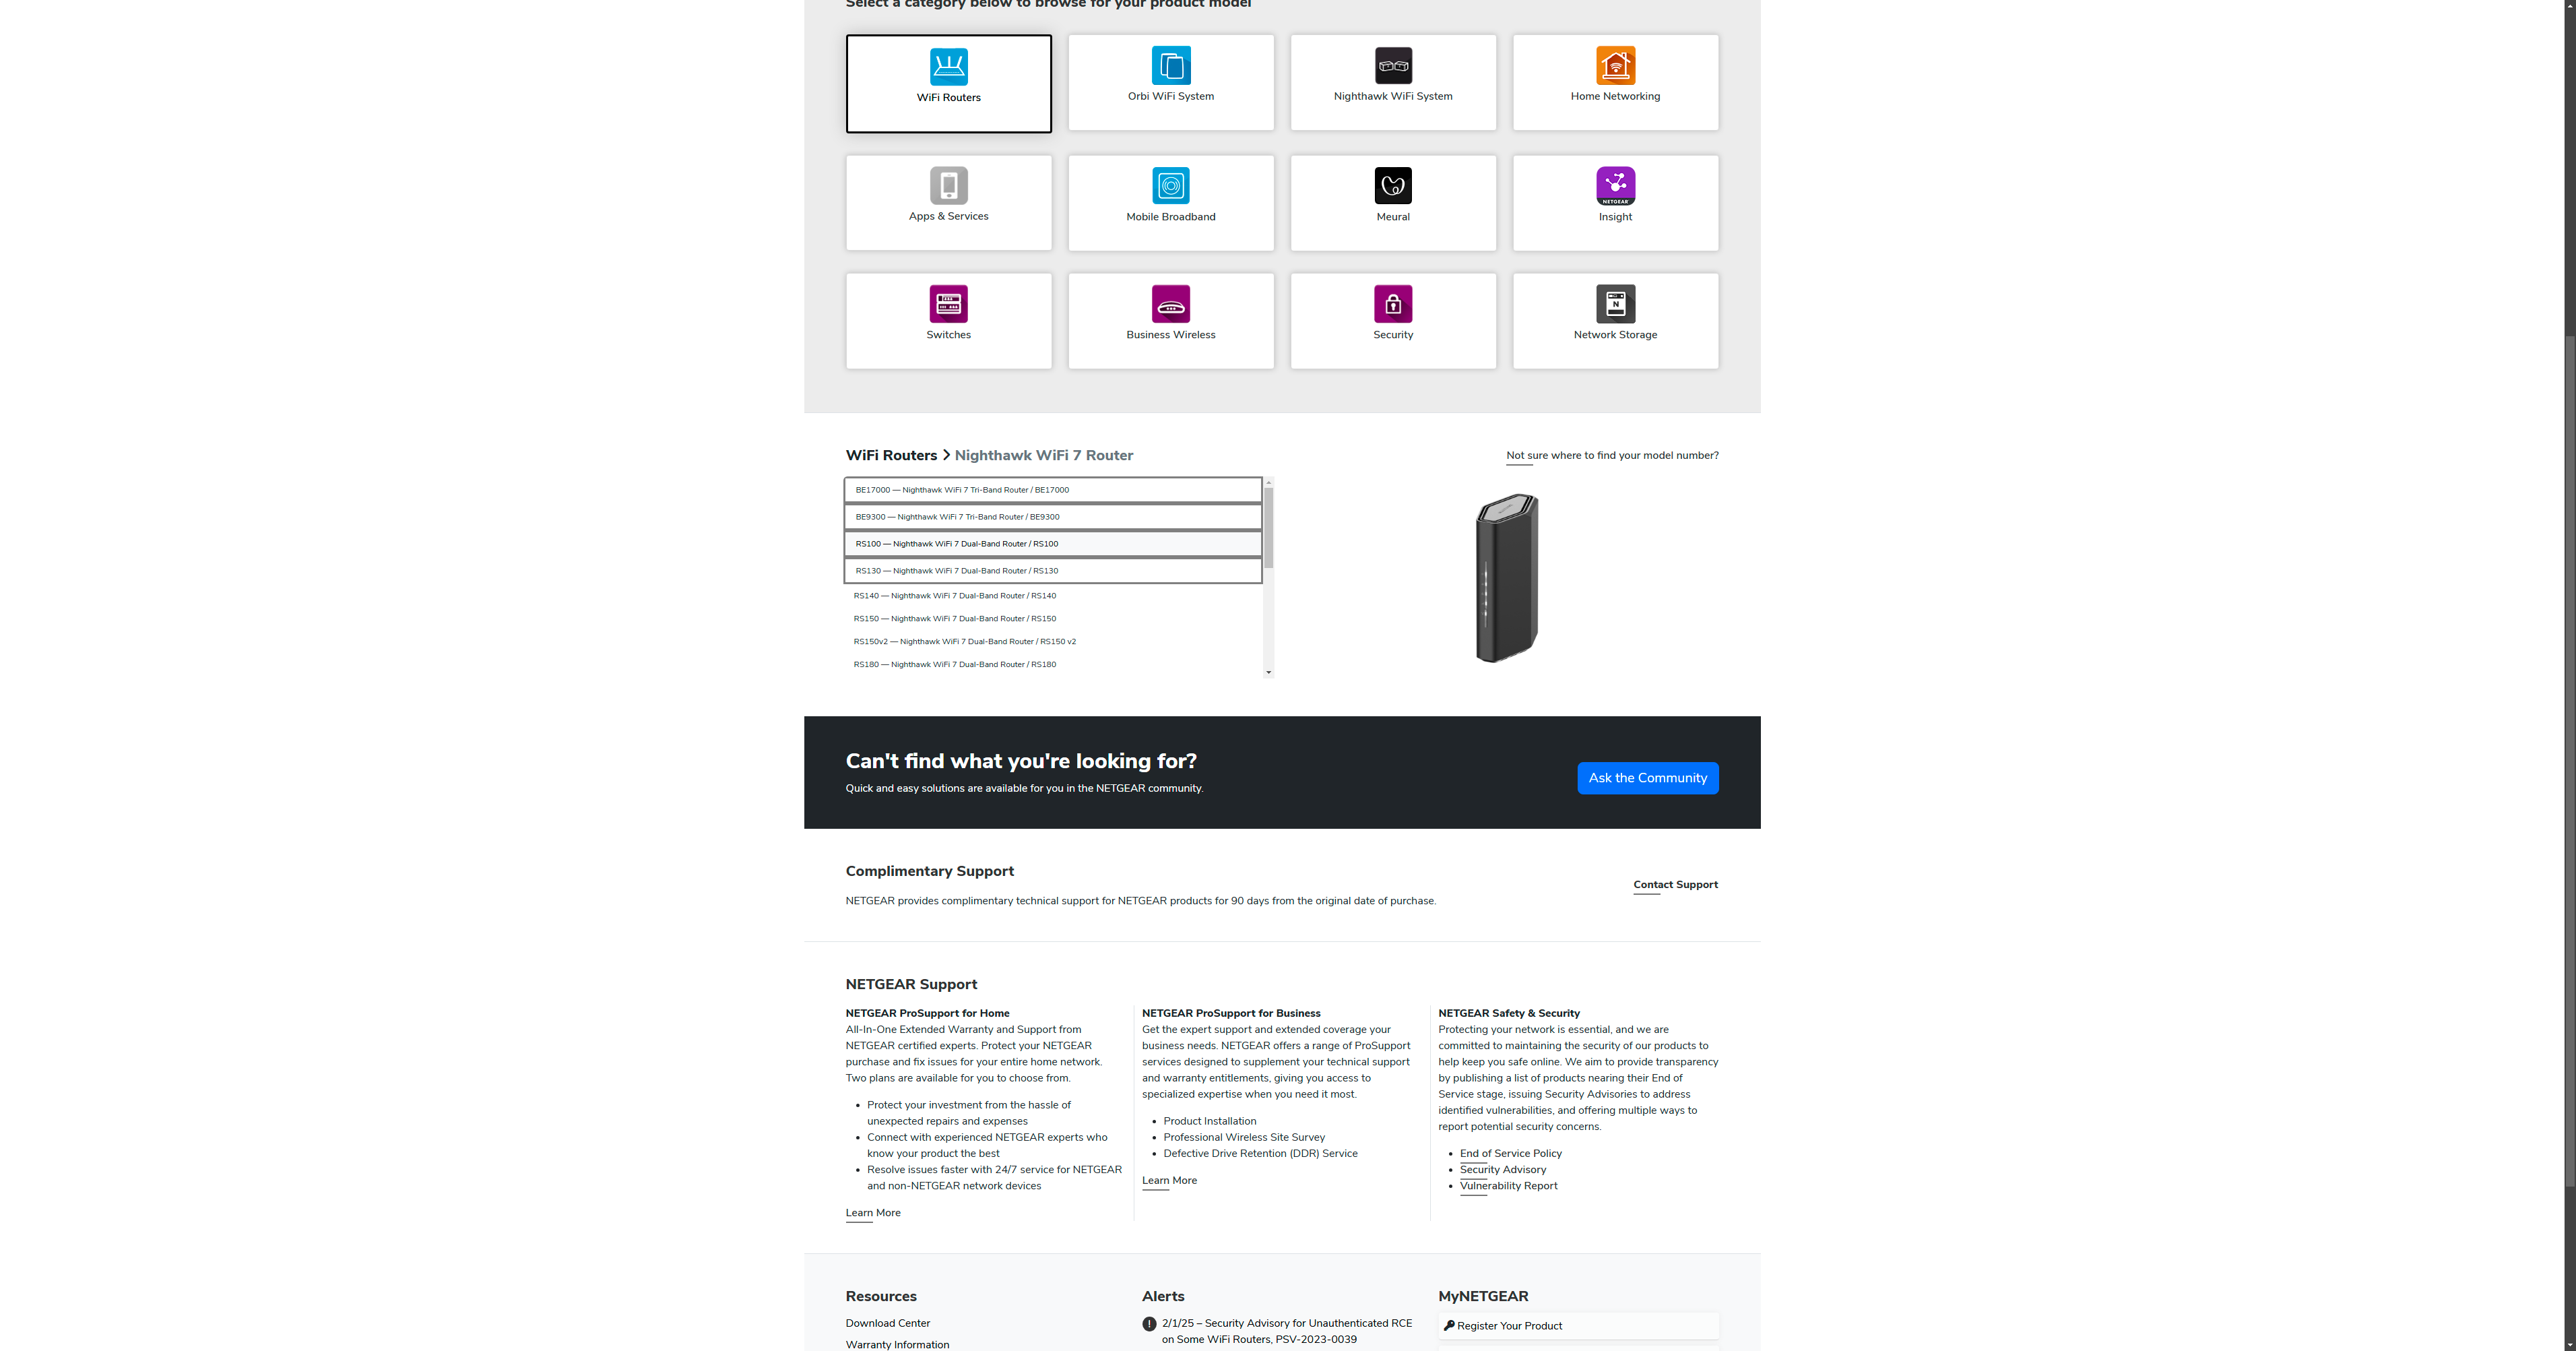 Select a category below to browse for your product model
WiFi Routers
Orbi WiFi System
Nighthawk WiFi System
Home Networking
Apps & Services
Mobile Broadband
Meural
NETGEAR
Insight
Switches
Business Wireless
Security
N
Network Storage
WiFi Routers > Nighthawk WiFi 7 Router
Not sure where to find your model number?
BE17000 — Nighthawk WiFi 7 Tri-Band Router / BE17000
BE9300 — Nighthawk WiFi 7 Tri-Band Router / BE9300
RS100 — Nighthawk WiFi 7 Dual-Band Router / RS100
RS130 — Nighthawk WiFi 7 Dual-Band Router / RS130
RS140 — Nighthawk WiFi 7 Dual-Band Router / RS140
RS150 — Nighthawk WiFi 7 Dual-Band Router / RS150
RS150v2 — Nighthawk WiFi 7 Dual-Band Router / RS150 v2
RS180 — Nighthawk WiFi 7 Dual-Band Router / RS180
Can't find what you're looking for?
Quick and easy solutions are available for you in the NETGEAR community.
Ask the Community
Complimentary Support
NETGEAR provides complimentary technical support for NETGEAR products for 90 days from the original date of purchase.
Contact Support
NETGEAR Support
NETGEAR ProSupport for Home
All-In-One Extended Warranty and Support from
NETGEAR certified experts. Protect your NETGEAR
purchase and fix issues for your entire home network.
Two plans are available for you to choose from.
• Protect your investment from the hassle of
unexpected repairs and expenses
• Connect with experienced NETGEAR experts who
know your product the best
• Resolve issues faster with 24/7 service for NETGEAR
and non-NETGEAR network devices
Learn More
NETGEAR ProSupport for Business
Get the expert support and extended coverage your
business needs. NETGEAR offers a range of ProSupport
services designed to supplement your technical support
and warranty entitlements, giving you access to
specialized expertise when you need it most.
• Product Installation
• Professional Wireless Site Survey
• Defective Drive Retention (DDR) Service
Learn More
NETGEAR Safety & Security
Protecting your network is essential, and we are
committed to maintaining the security of our products to
help keep you safe online. We aim to provide transparency
by publishing a list of products nearing their End of
Service stage, issuing Security Advisories to address
identified vulnerabilities, and offering multiple ways to
report potential security concerns.
• End of Service Policy
• Security Advisory
• Vulnerability Report
Resources
Download Center
Warranty Information
Alerts
2/1/25 – Security Advisory for Unauthenticated RCE
on Some WiFi Routers, PSV-2023-0039
MyNETGEAR
Register Your Product